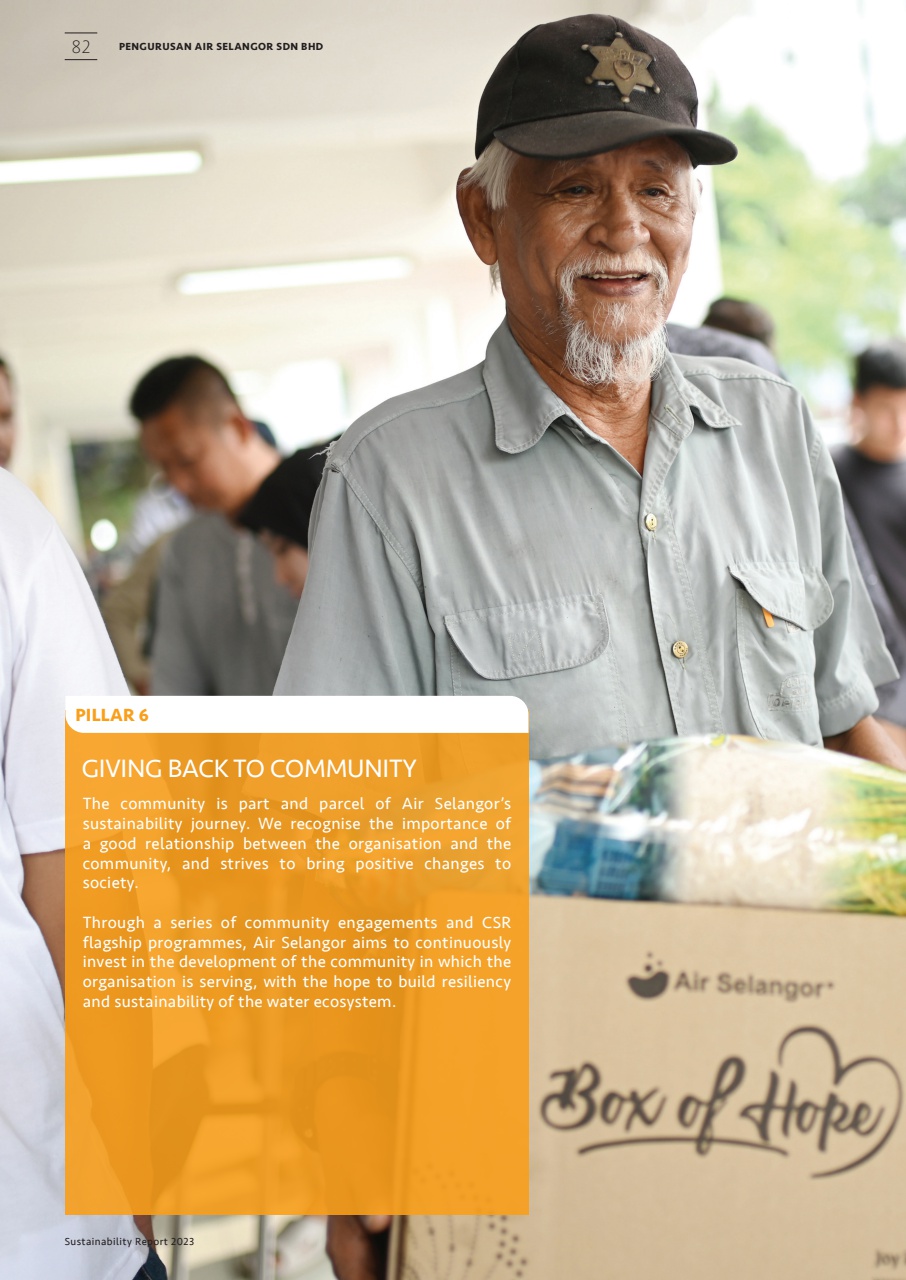 82
PENGURUSAN AIR SELANGOR SDN BHD
PILLAR 6
GIVING BACK TO COMMUNITY
The community is part and parcel of Air Selangor’s
sustainability journey. We recognise the importance of
a good relationship between the organisation and the
community, and strives to bring positive changes to
society.
Through a series of community engagements and CSR
flagship programmes, Air Selangor aims to continuously
invest in the development of the community in which the
organisation is serving, with the hope to build resiliency
and sustainability of the water ecosystem.
Air Selangor
Box of Hope
Joy
Sustainability Report 2023